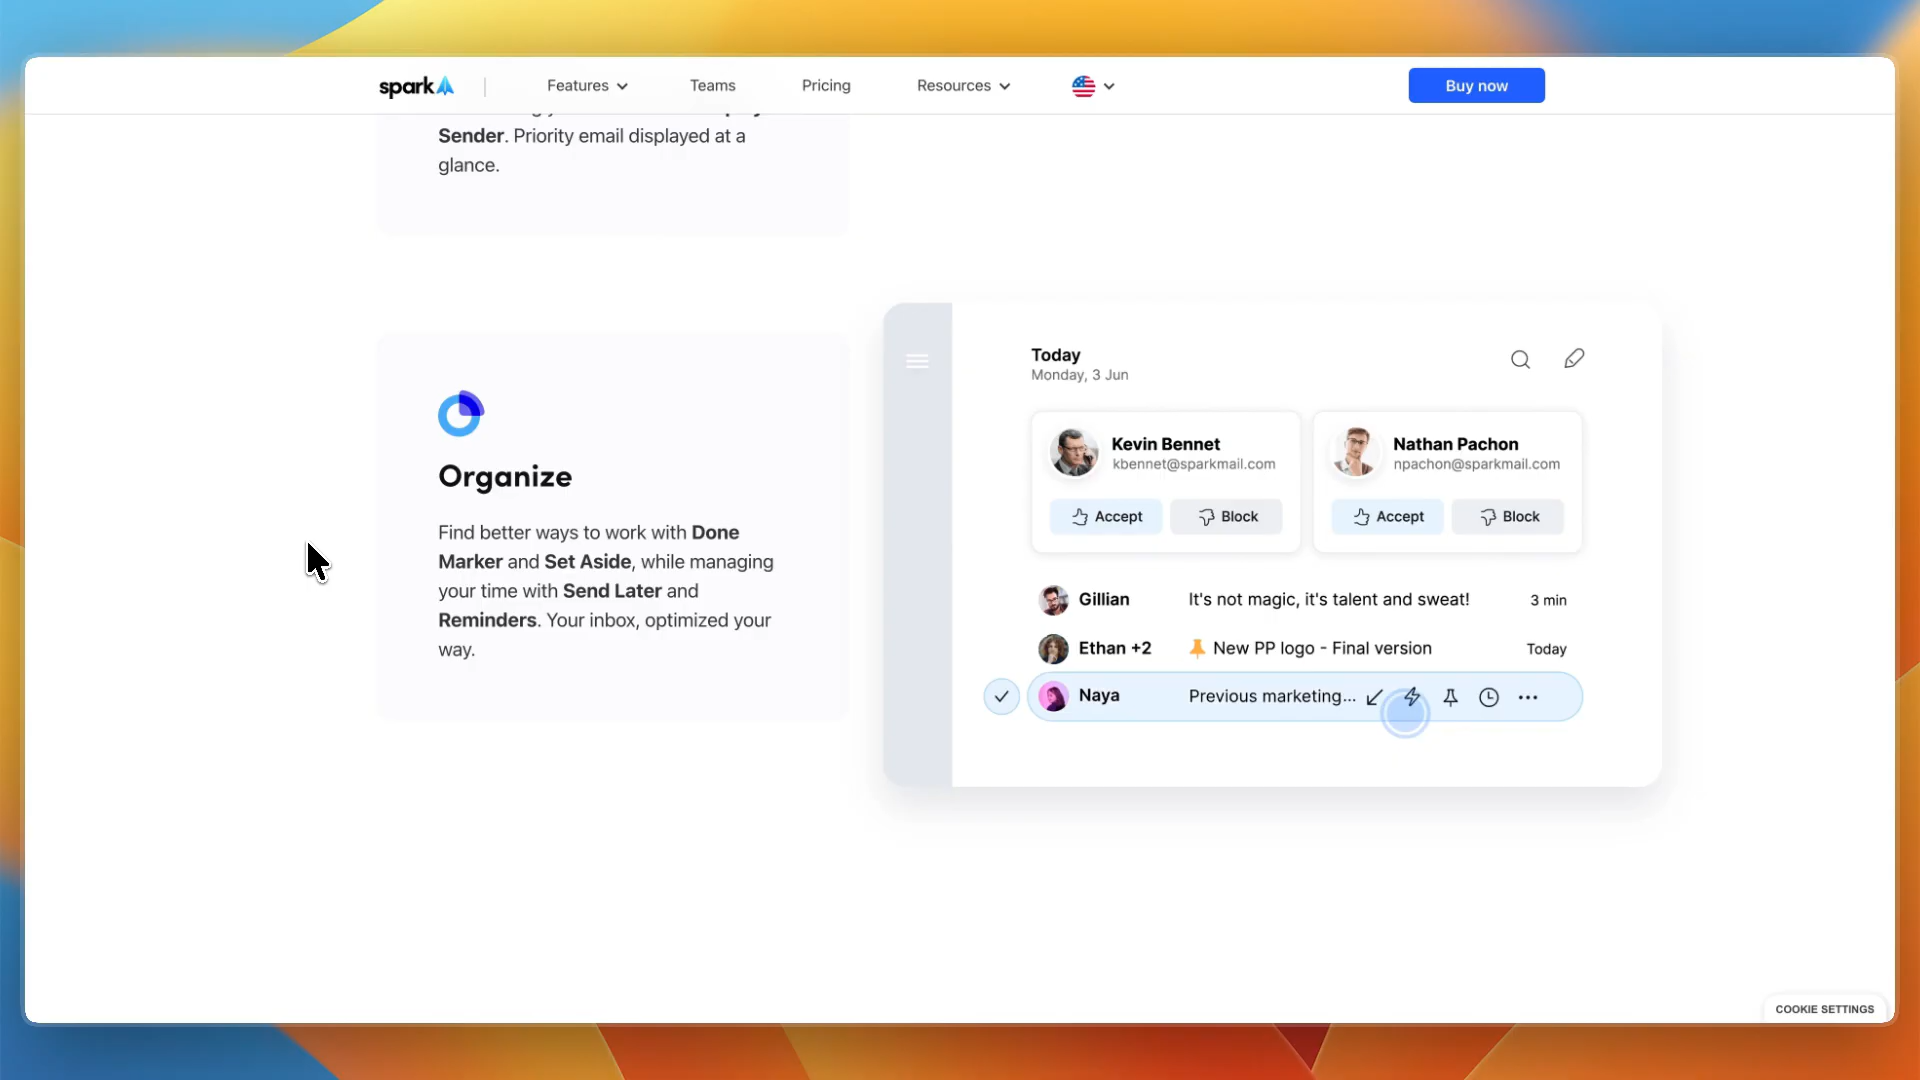 spark
Features
Teams
Pricing
Resources
Buy now
Sender. Priority email displayed at a
glance.
Organize
Find better ways to work with Done
Marker and Set Aside, while managing
your time with Send Later and
Reminders. Your inbox, optimized your
way.
Today
Monday, 3 Jun
Kevin Bennet
kbennet@sparkmail.com
Accept
Block
Nathan Pachon
npachon@sparkmail.com
Accept
Block
Gillian It's not magic, it's talent and sweat! 3 min
Ethan +2 New PP logo - Final version Today
Naya Previous marketing...
COOKIE SETTINGS